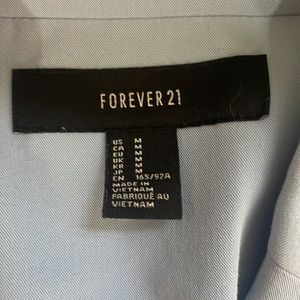 FOREVER 21
US M
CA M
EU M
UK M
KR M
JP M
CN 165/92A
MADE IN
VIETNAM
FABRIQUÉ AU
VIETNAM